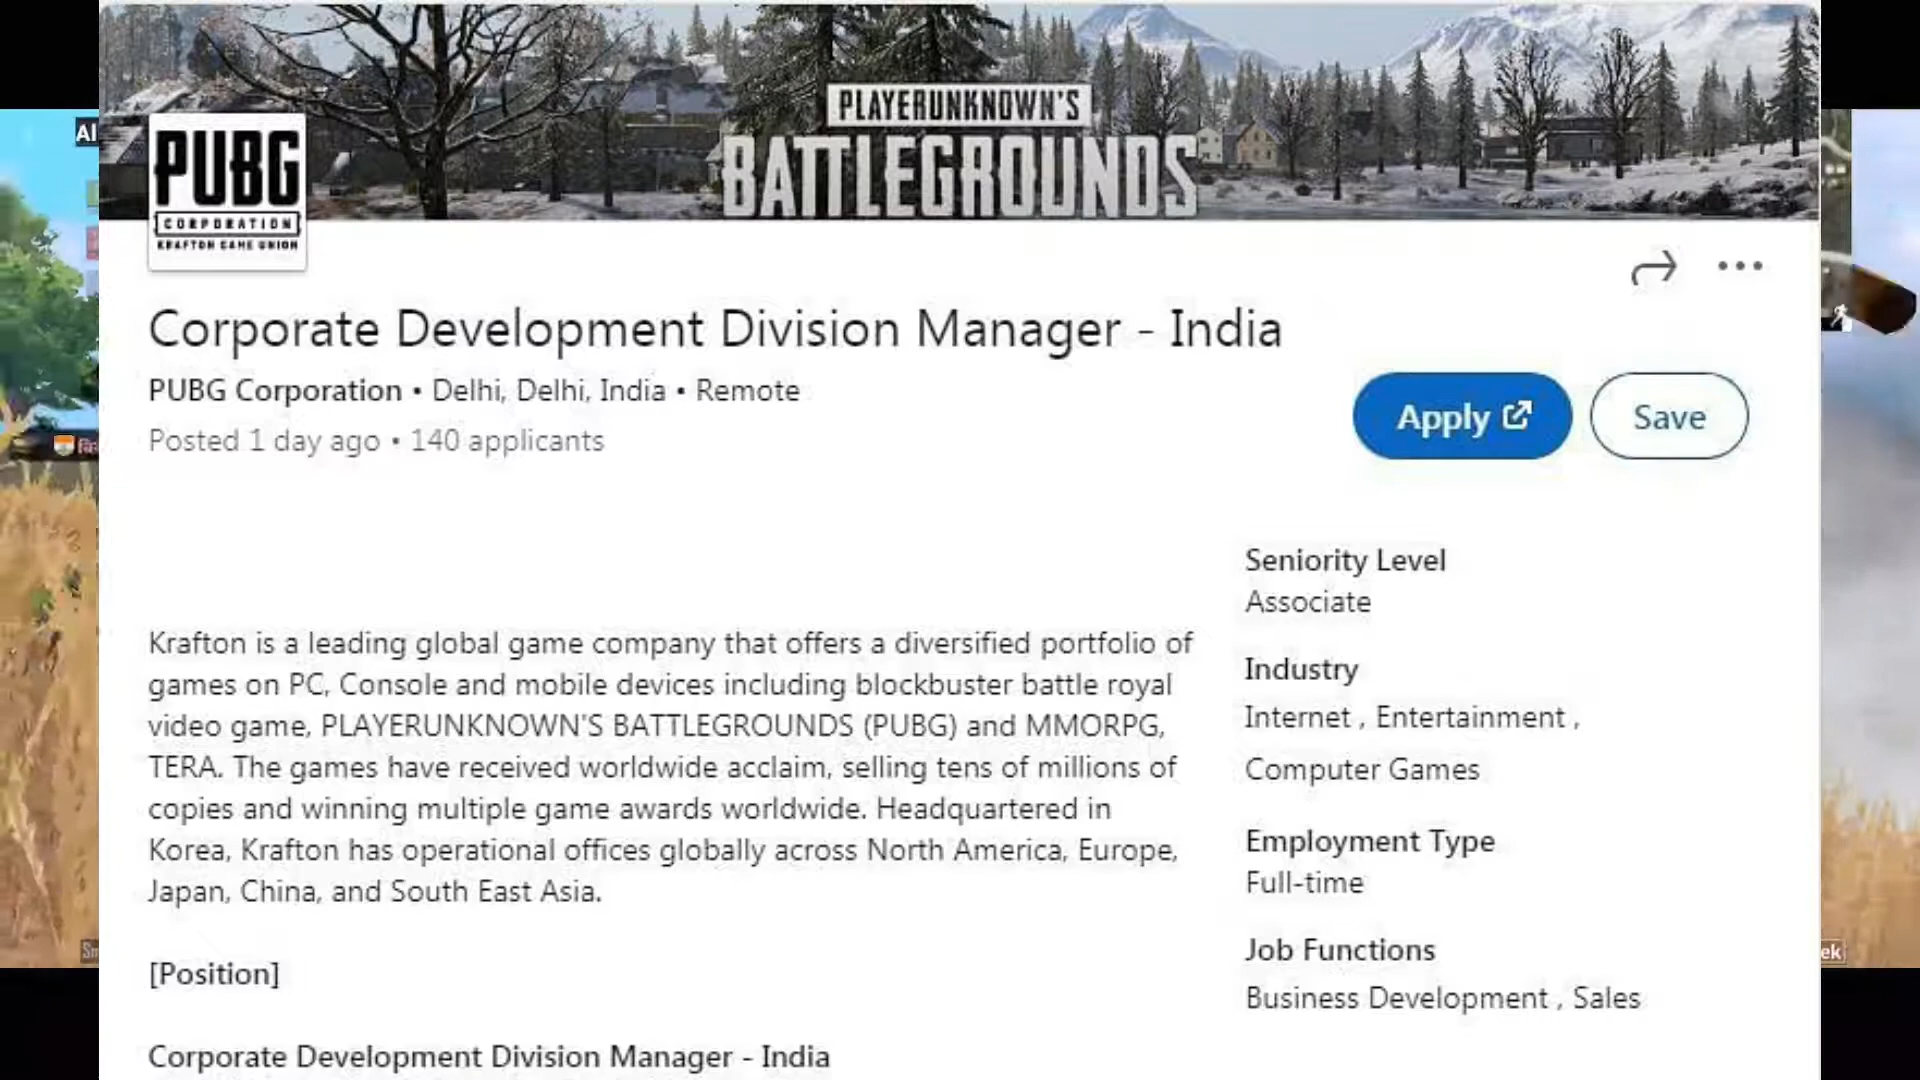 PLAYERUNKNOWN'S
BATTLEGROUNDS
PUBG
CORPORATION
KRAFTON GAME UNION
Corporate Development Division Manager - India
PUBG Corporation • Delhi, Delhi, India • Remote
Posted 1 day ago • 140 applicants
Apply
Save
Krafton is a leading global game company that offers a diversified portfolio of
games on PC, Console and mobile devices including blockbuster battle royal
video game, PLAYERUNKNOWN'S BATTLEGROUNDS (PUBG) and MMORPG,
TERA. The games have received worldwide acclaim, selling tens of millions of
copies and winning multiple game awards worldwide. Headquartered in
Korea, Krafton has operational offices globally across North America, Europe,
Japan, China, and South East Asia.
[Position]
Corporate Development Division Manager - India
Seniority Level
Associate
Industry
Internet , Entertainment ,
Computer Games
Employment Type
Full-time
Job Functions
Business Development , Sales